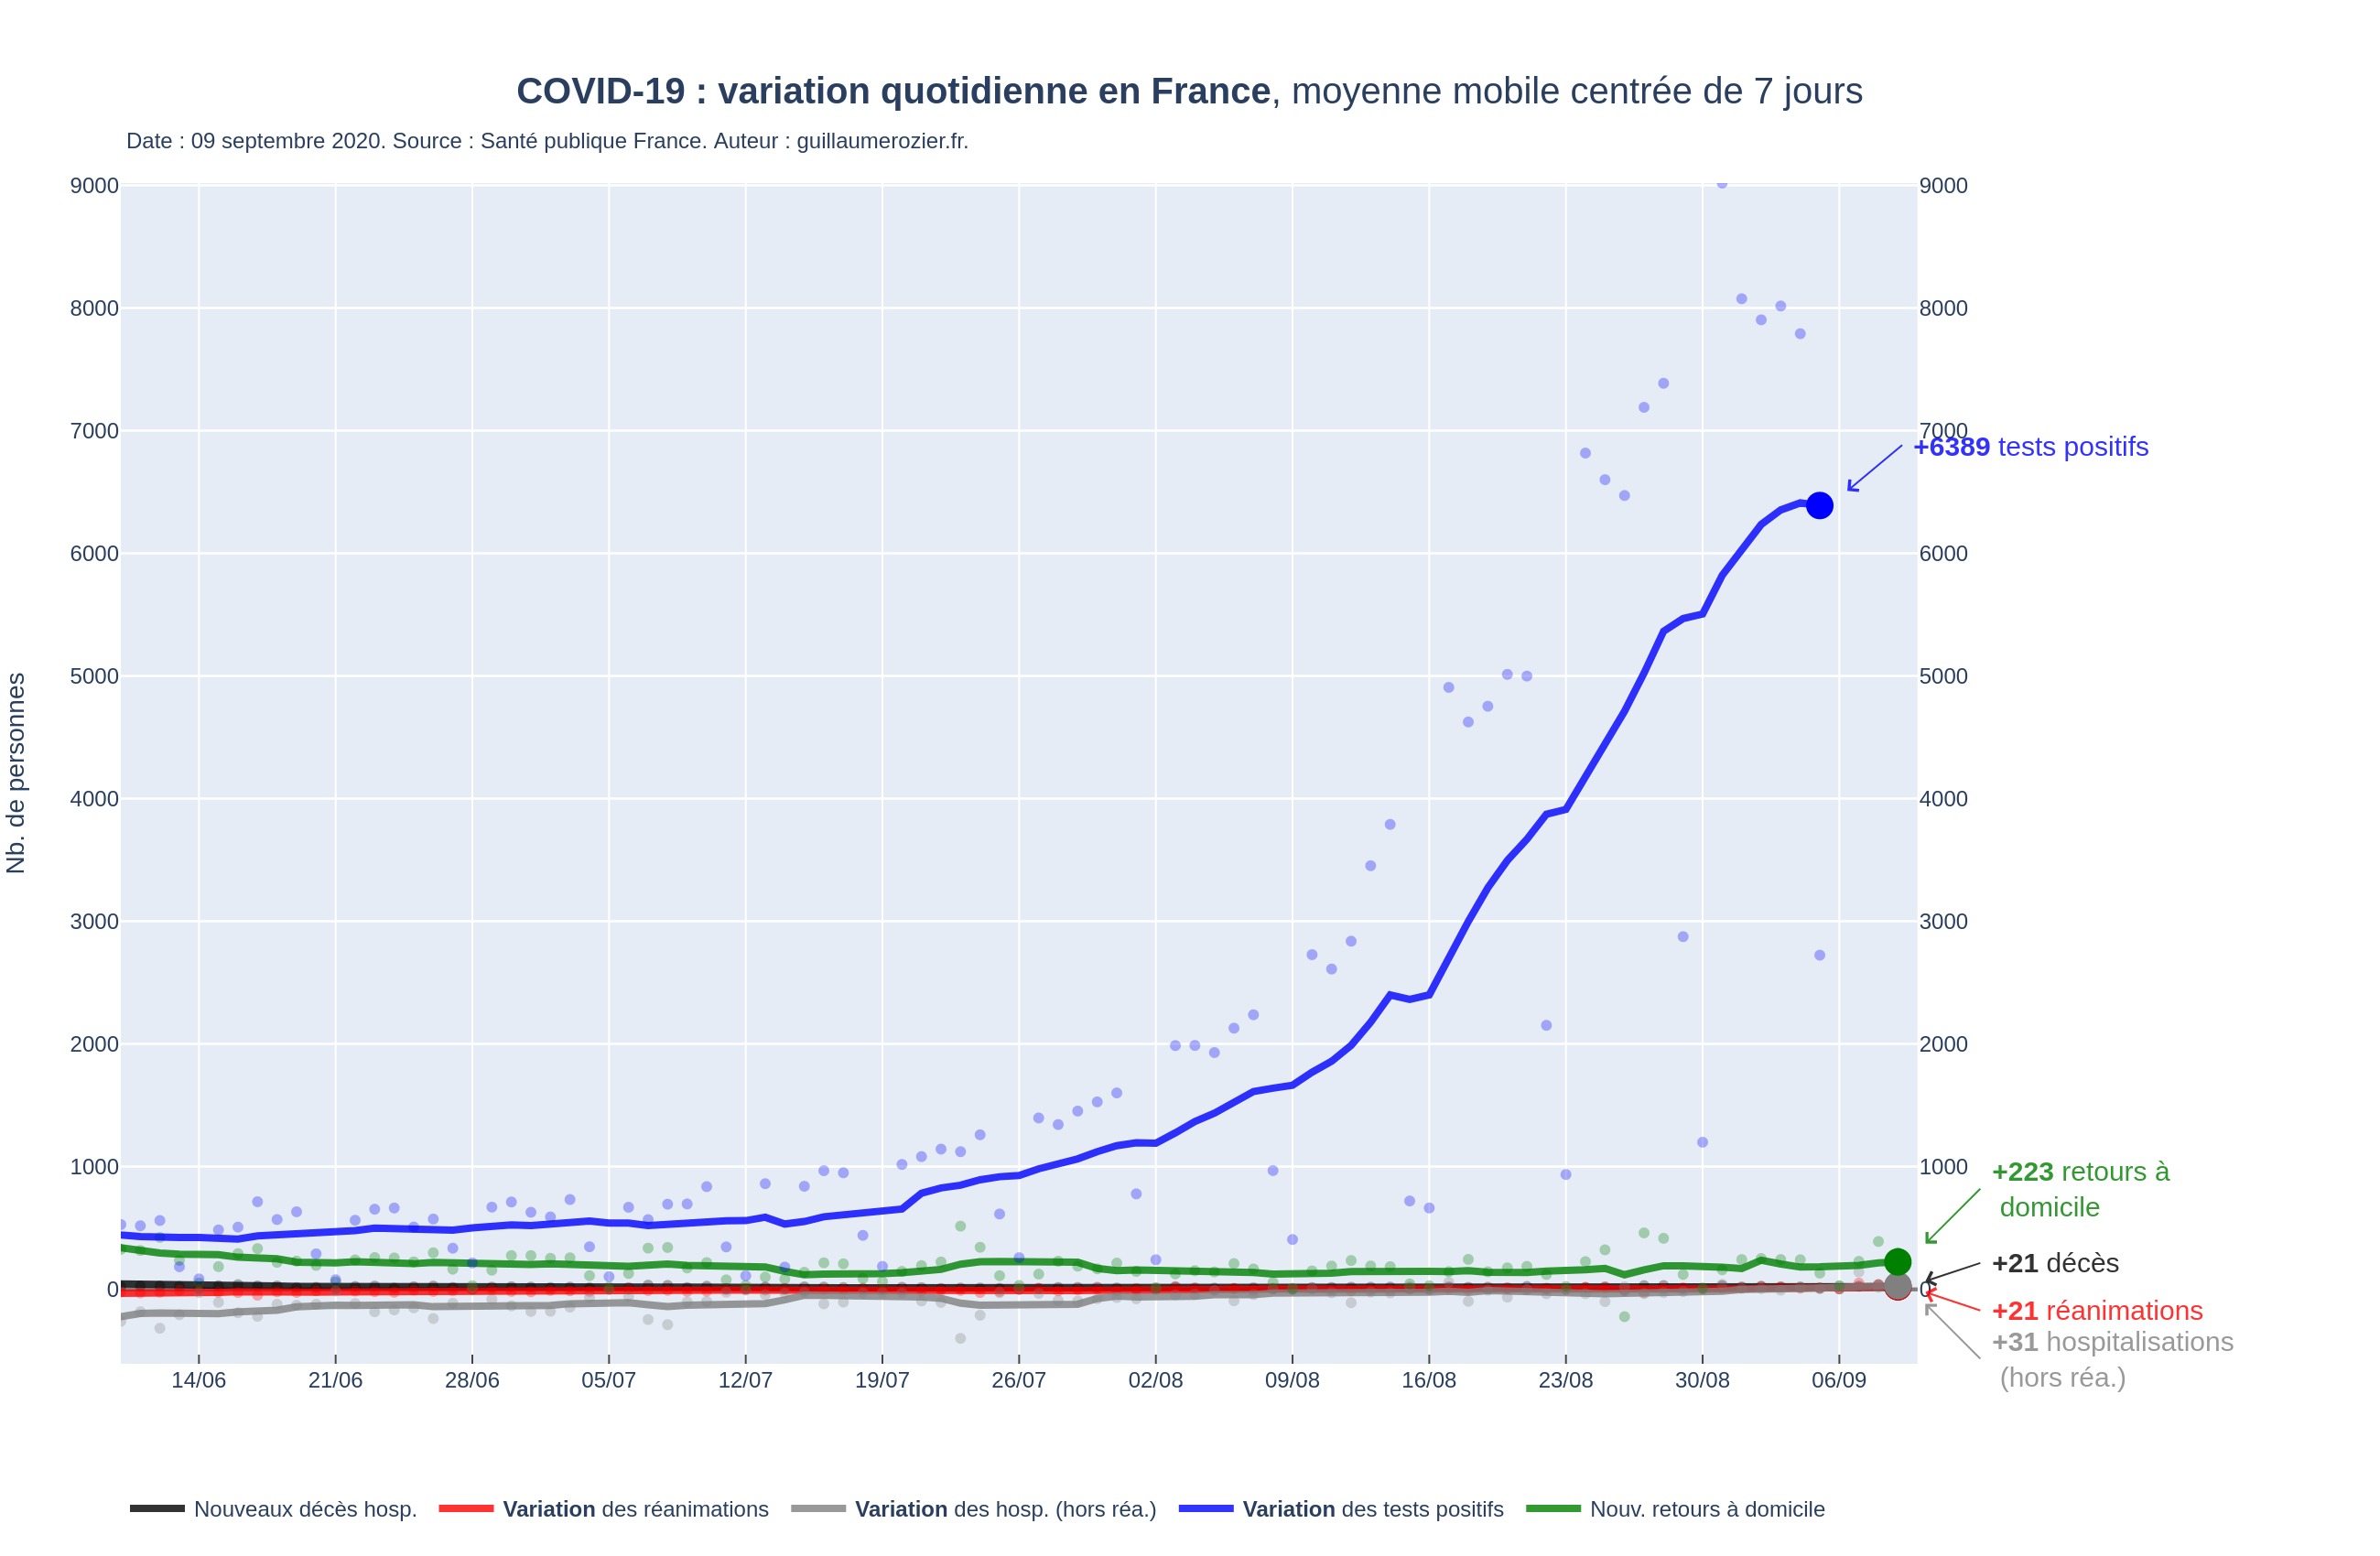 COVID-19 : variation quotidienne en France, moyenne mobile centrée de 7 jours
Date : 09 septembre 2020. Source : Santé publique France. Auteur : guillaumerozier.fr.
Nb. de personnes
9000
8000
7000
6000
5000
4000
3000
2000
1000
0
9000
8000
7000
6000
5000
4000
3000
2000
1000
0
+6389 tests positifs
+223 retours à
domicile
+21 décès
+21 réanimations
+31 hospitalisations
(hors réa.)
14/06 21/06 28/06 05/07 12/07 19/07 26/07 02/08 09/08 16/08 23/08 30/08 06/09
Nouveaux décès hosp. Variation des réanimations Variation des hosp. (hors réa.) Variation des tests positifs Nouv. retours à domicile